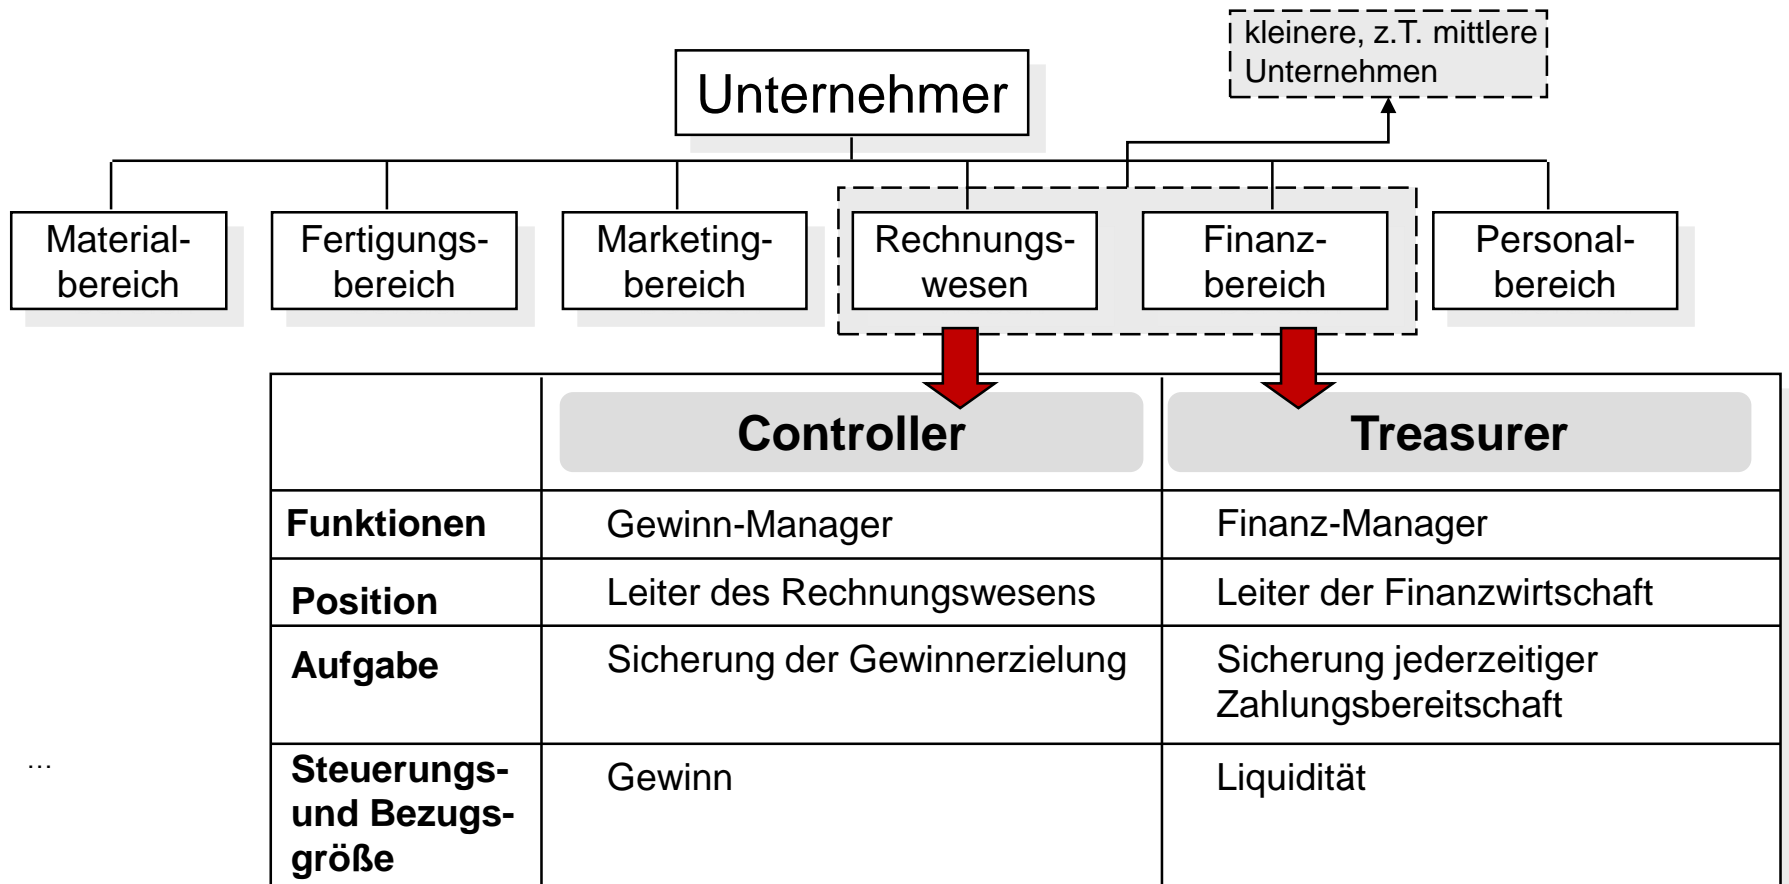 kleinere, z.T. mittlere
Unternehmen
Unternehmer
Material-
bereich
Fertigungs-
bereich
Marketing-
bereich
Rechnungs-
wesen
Finanz-
bereich
Personal-
bereich
Controller
Treasurer
Funktionen
Gewinn-Manager
Finanz-Manager
Position
Leiter des Rechnungswesens
Leiter der Finanzwirtschaft
Aufgabe
Sicherung der Gewinnerzielung
Sicherung jederzeitiger
Zahlungsbereitschaft
...
Steuerungs-
und Bezugs-
größe
Gewinn
Liquidität